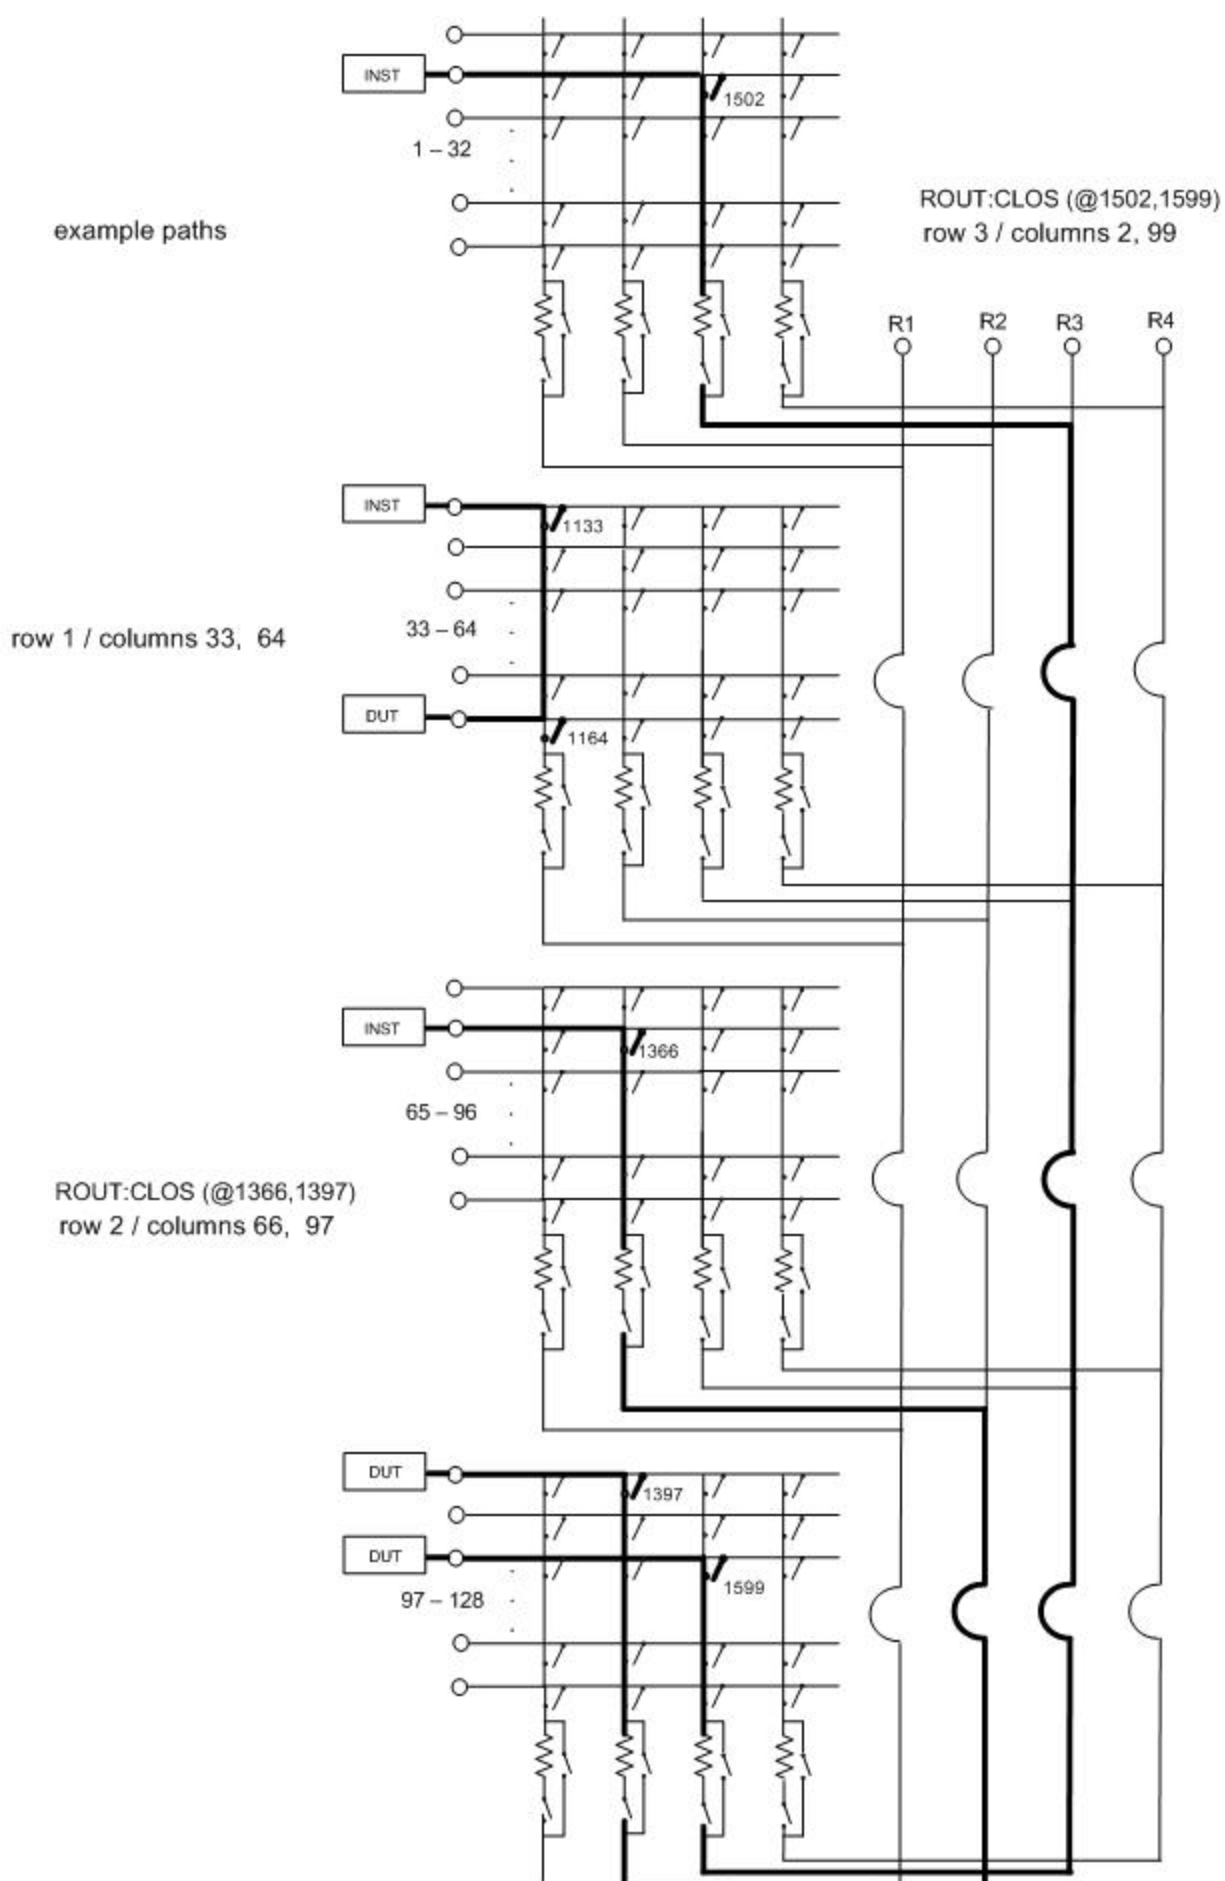 INST
1502
1 – 32
example paths
ROUT:CLOS (@1502,1599)
row 3 / columns 2, 99
R1
R2
R3
R4
INST
1133
33 – 64
row 1 / columns 33, 64
DUT
1164
INST
1366
65 – 96
ROUT:CLOS (@1366,1397)
row 2 / columns 66, 97
DUT
1397
DUT
1599
97 – 128